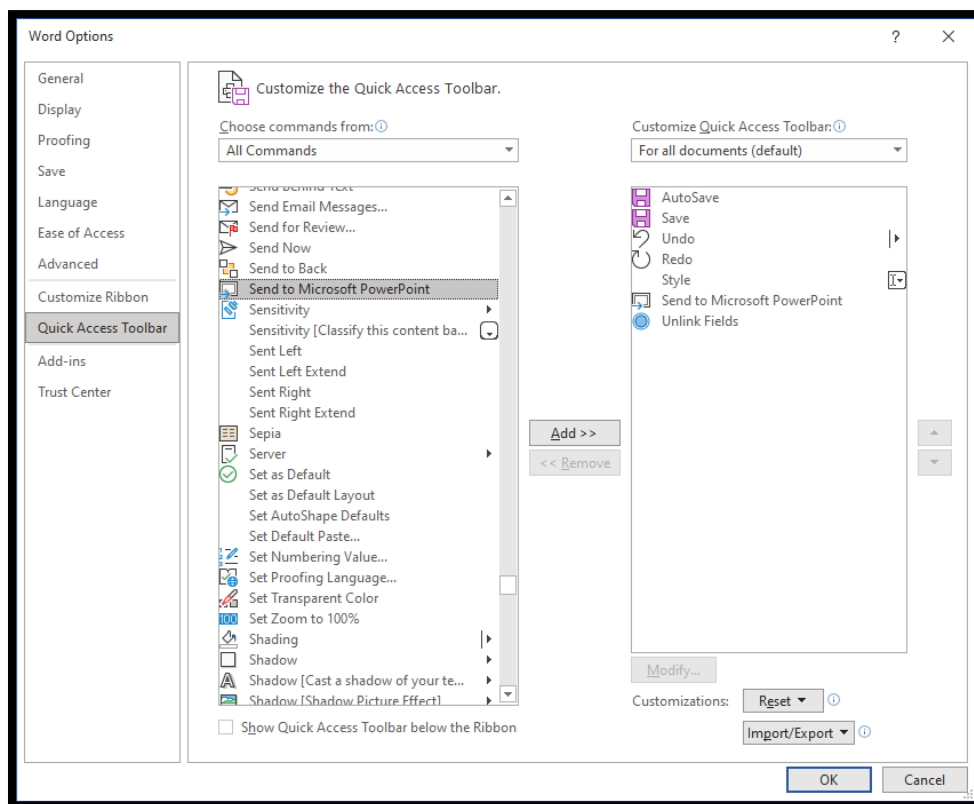 Word Options
?
General
Display
Proofing
Save
Language
Ease of Access
Advanced
Customize Ribbon
Quick Access Toolbar
Add-ins
Trust Center
Customize the Quick Access Toolbar.
Choose commands from:
All Commands
Send Behind Text
Send Email Messages...
Send for Review...
Send Now
Send to Back
Send to Microsoft PowerPoint
Sensitivity
Sensitivity [Classify this content ba...
Sent Left
Sent Left Extend
Sent Right
Sent Right Extend
Sepia
Server
Set as Default
Set as Default Layout
Set AutoShape Defaults
Set Default Paste...
Set Numbering Value...
Set Proofing Language...
Set Transparent Color
100 Set Zoom to 100%
Shading
Shadow
Shadow [Cast a shadow of your te...
Shadow [Shadow Picture Effect]
Show Quick Access Toolbar below the Ribbon
Add >>
<< Remove
Customize Quick Access Toolbar:
For all documents (default)
AutoSave
Save
Undo
Redo
Style
Send to Microsoft PowerPoint
Unlink Fields
Modify...
Customizations: Reset
Import/Export
OK Cancel